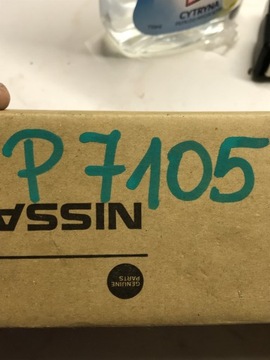 CYTRYNA
P 7105
NISSA
GENUINE
PARTS